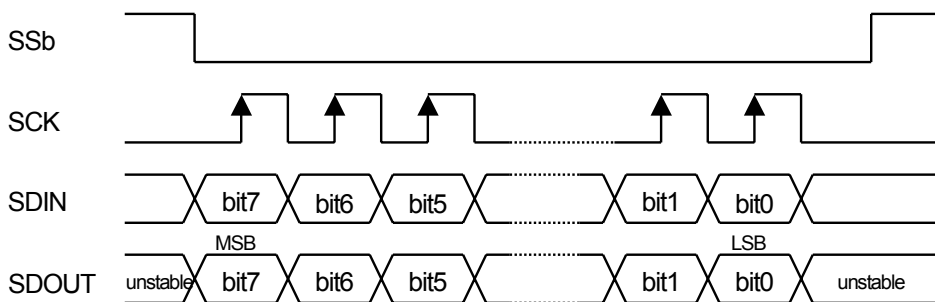 SSb
SCK
SDIN bit7 bit6 bit5 bit1 bit0
MSB LSB
SDOUT unstable bit7 bit6 bit5 bit1 bit0 unstable